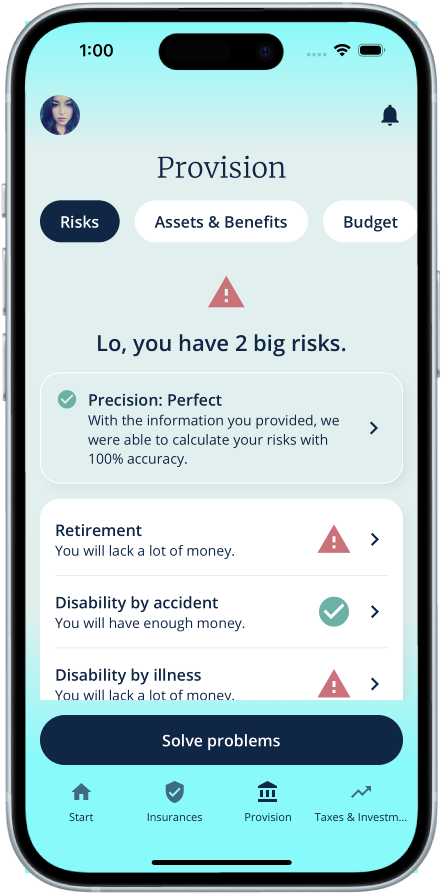 1:00
Provision
Risks
Assets & Benefits
Budget
Lo, you have 2 big risks.
Precision: Perfect
With the information you provided, we
were able to calculate your risks with
100% accuracy.
Retirement
You will lack a lot of money.
Disability by accident
You will have enough money.
Disability by illness
You will lack a lot of money.
Solve problems
Start
Insurances
Provision
Taxes & Investm...